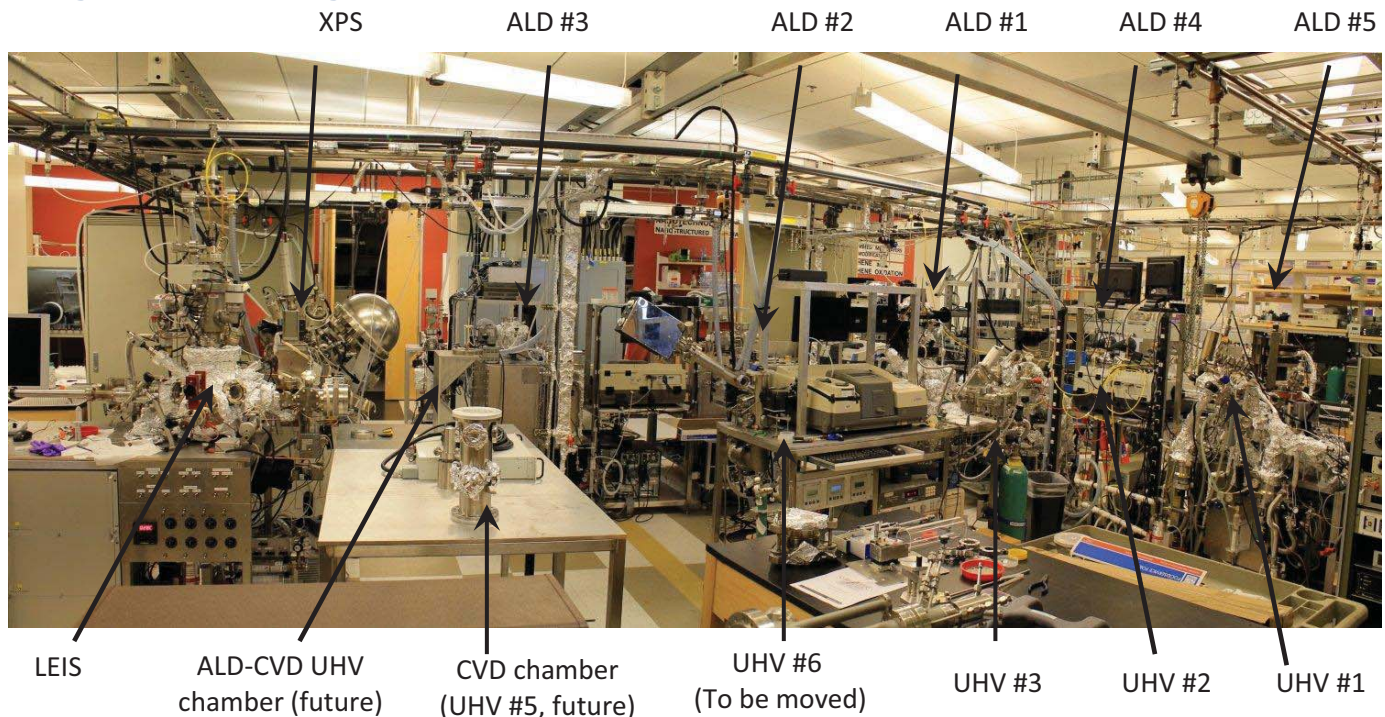 XPS
ALD #3
ALD #2
ALD #1
ALD #4
ALD #5
NANOSTRUCTURED
LEIS
ALD-CVD UHV
chamber (future)
CVD chamber
(UHV #5, future)
UHV #6
(To be moved)
UHV #3
UHV #2
UHV #1